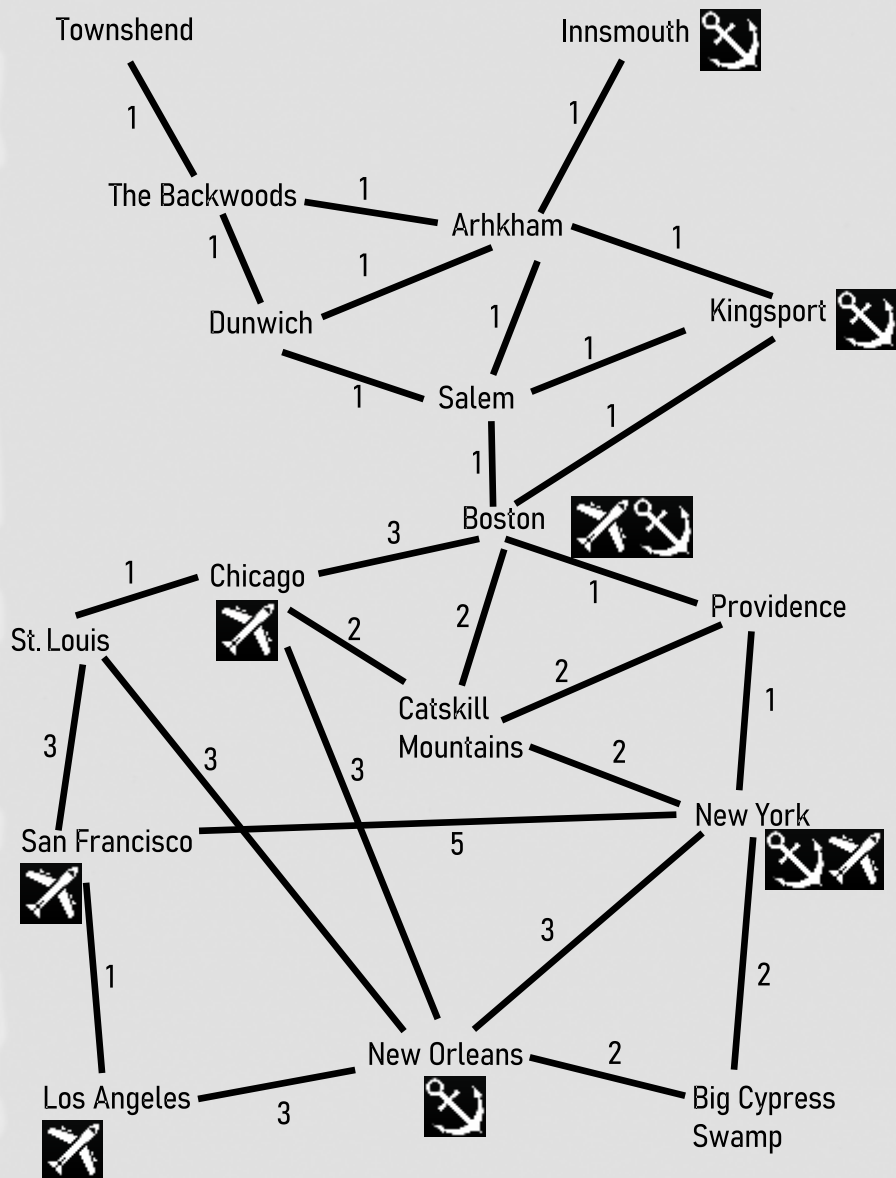 Townshend
Innsmouth
1
1
The Backwoods
1
Arhkham
1
1
1
Dunwich
1
Kingsport
1
1
Salem
1
1
Boston
3
1
Chicago
1
Providence
St. Louis
2
2
2
Catskill
Mountains
1
3
3
3
2
New York
San Francisco
5
3
1
2
New Orleans
2
Los Angeles
3
Big Cypress
Swamp